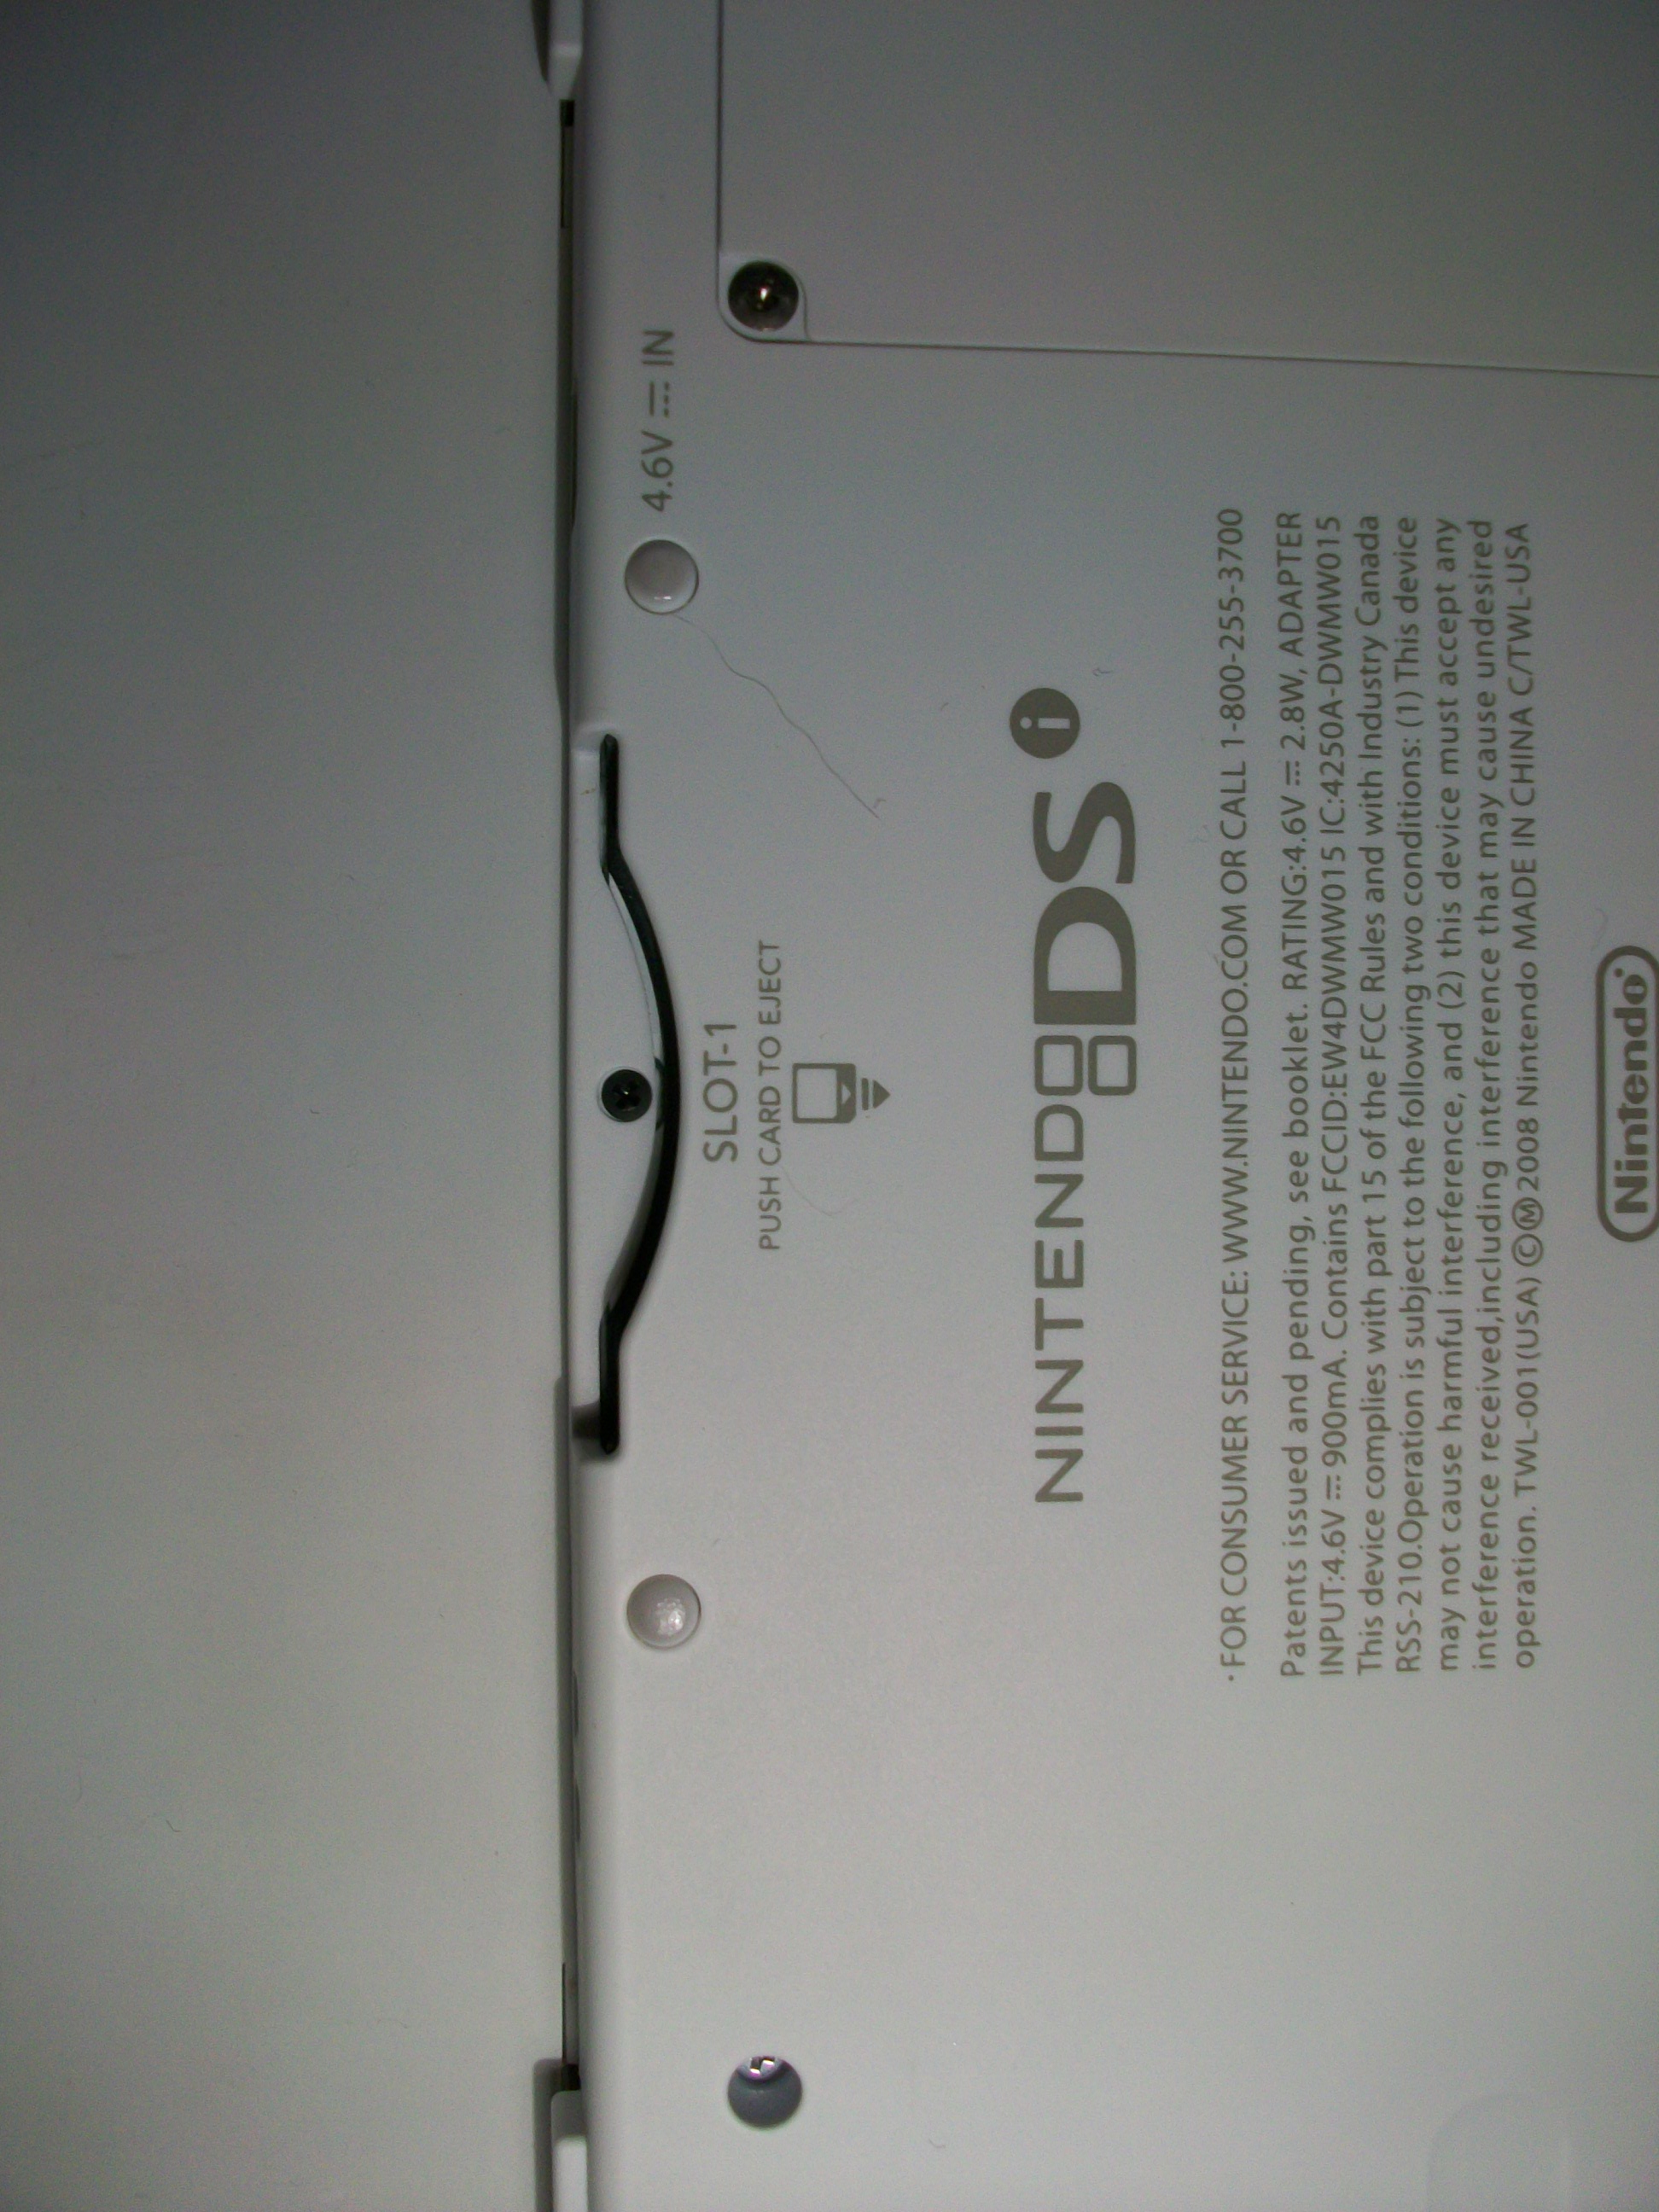 4.6V ⎓ IN
SLOT-1
PUSH CARD TO EJECT
NINTENDO DS i
·FOR CONSUMER SERVICE: WWW.NINTENDO.COM OR CALL 1-800-255-3700
Patents issued and pending, see booklet. RATING:4.6V ⎓ 2.8W, ADAPTER
INPUT:4.6V ⎓ 900mA. Contains FCCID:EW4DWMW015 IC:4250A-DWMW015
This device complies with part 15 of the FCC Rules and with Industry Canada
RSS-210.Operation is subject to the following two conditions: (1) This device
may not cause harmful interference, and (2) this device must accept any
interference received,including interference that may cause undesired
operation. TWL-001(USA) ©Ⓜ2008 Nintendo MADE IN CHINA C/TWL-USA
Nintendo®